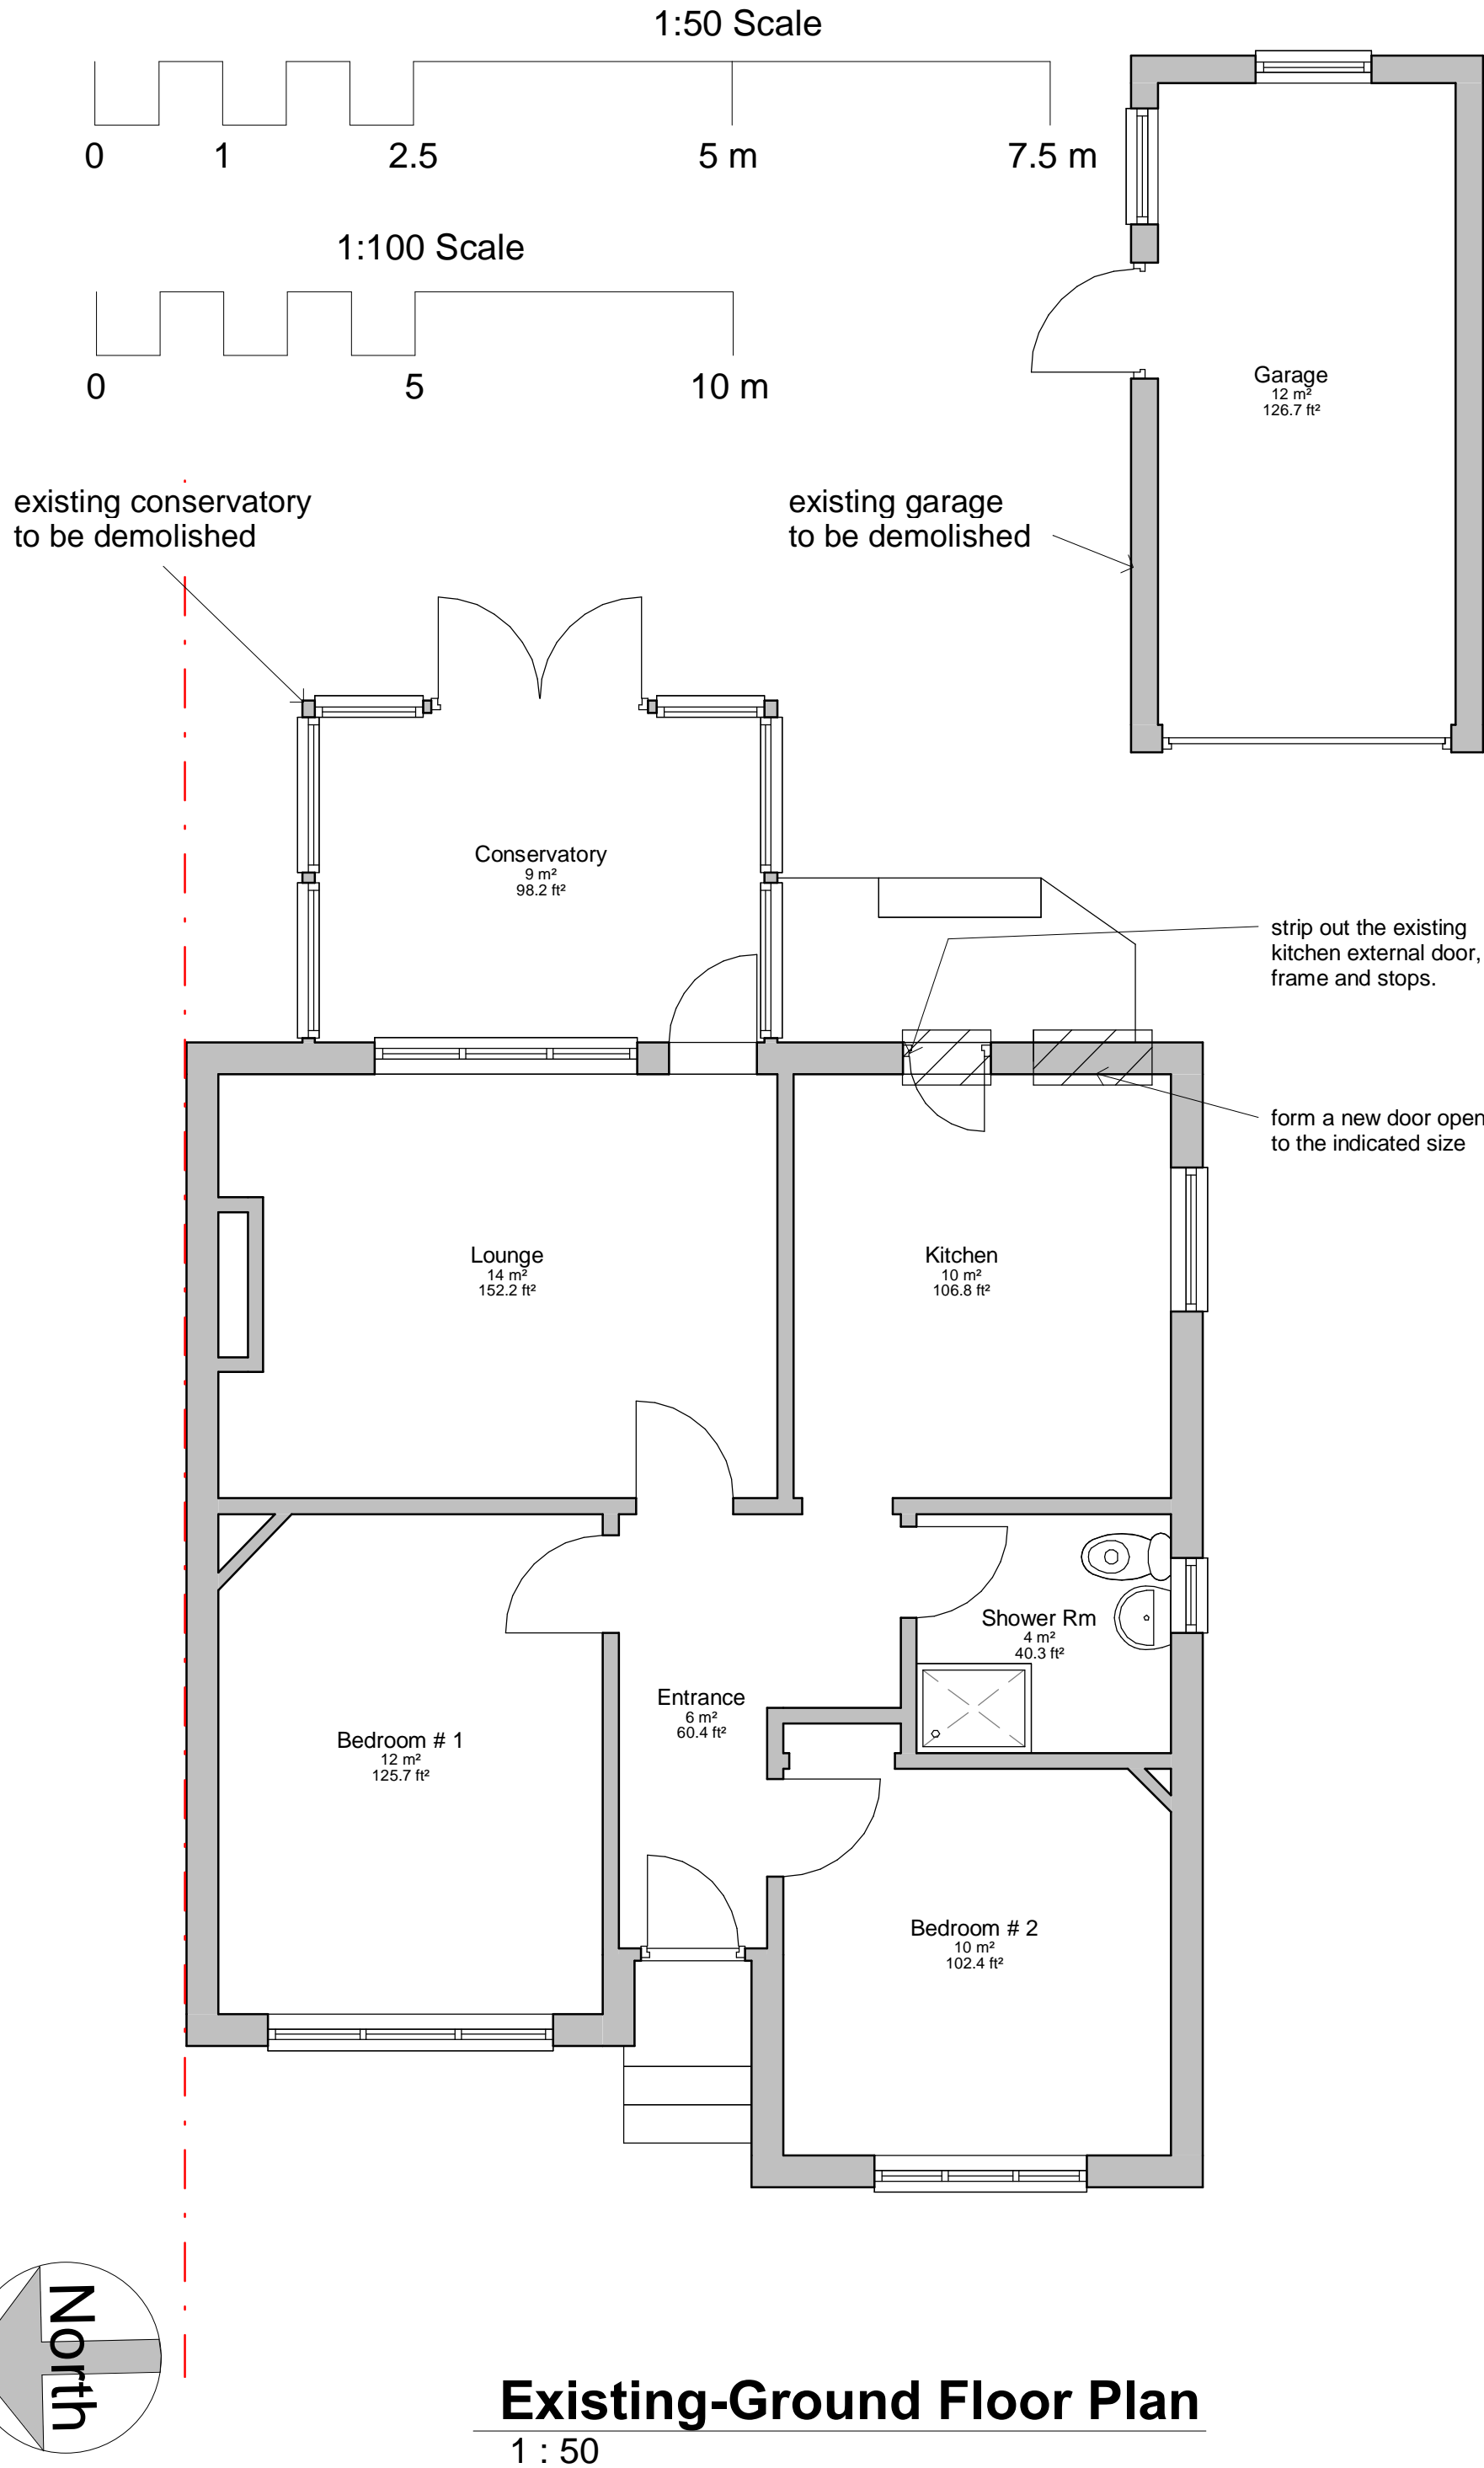 1:50 Scale
0 1 2.5 5 m 7.5 m
1:100 Scale
0 5 10 m
Garage
12 m²
126.7 ft²
existing conservatory
to be demolished
existing garage
to be demolished
Conservatory
9 m²
98.2 ft²
strip out the existing
kitchen external door,
frame and stops.
form a new door open
to the indicated size
Lounge
14 m²
152.2 ft²
Kitchen
10 m²
106.8 ft²
Shower Rm
4 m²
40.3 ft²
Entrance
6 m²
60.4 ft²
Bedroom # 1
12 m²
125.7 ft²
Bedroom # 2
10 m²
102.4 ft²
North
Existing-Ground Floor Plan
1 : 50